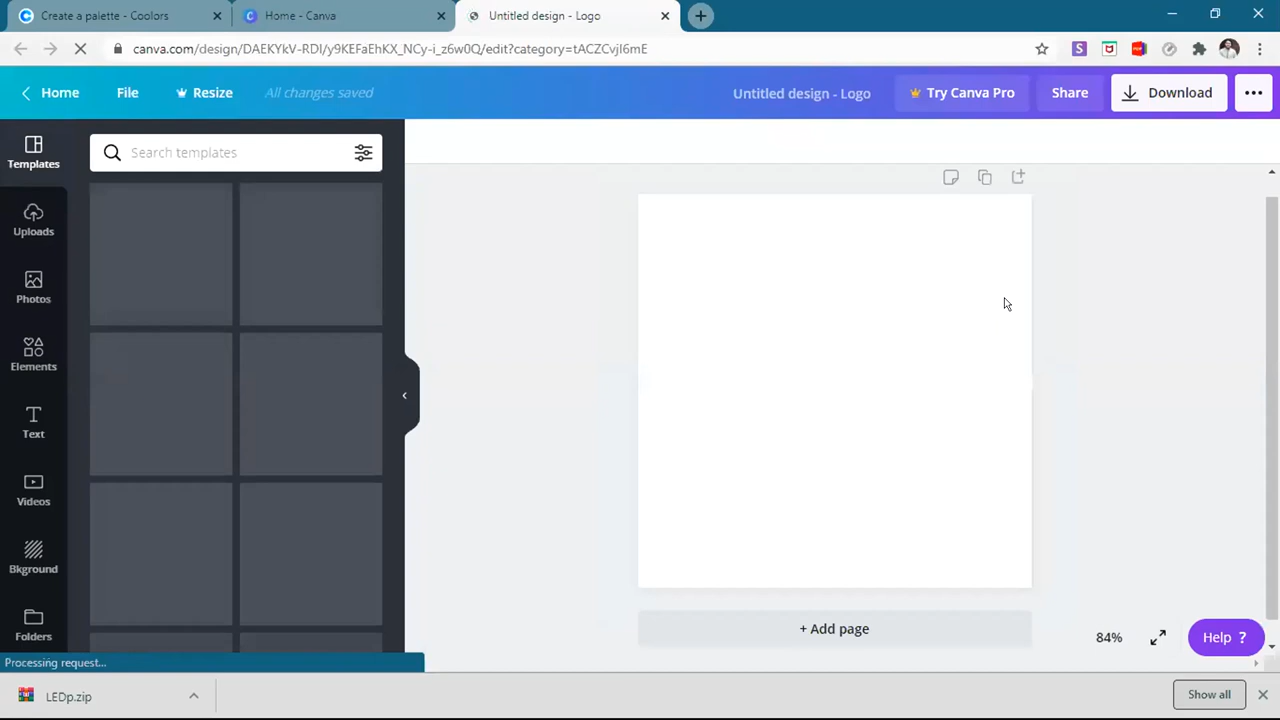 Create a palette - Coolors
Home - Canva
Untitled design - Logo
canva.com/design/DAEKYkV-RDI/y9KEFaEhKX_NCy-i_z6w0Q/edit?category=tACZCvjI6mE
Home
File
Resize
All changes saved
Untitled design - Logo
Try Canva Pro
Share
Download
Templates
Search templates
Uploads
Photos
Elements
Text
Videos
Bkground
Folders
+ Add page
84%
Help ?
Processing request...
LEDp.zip
Show all